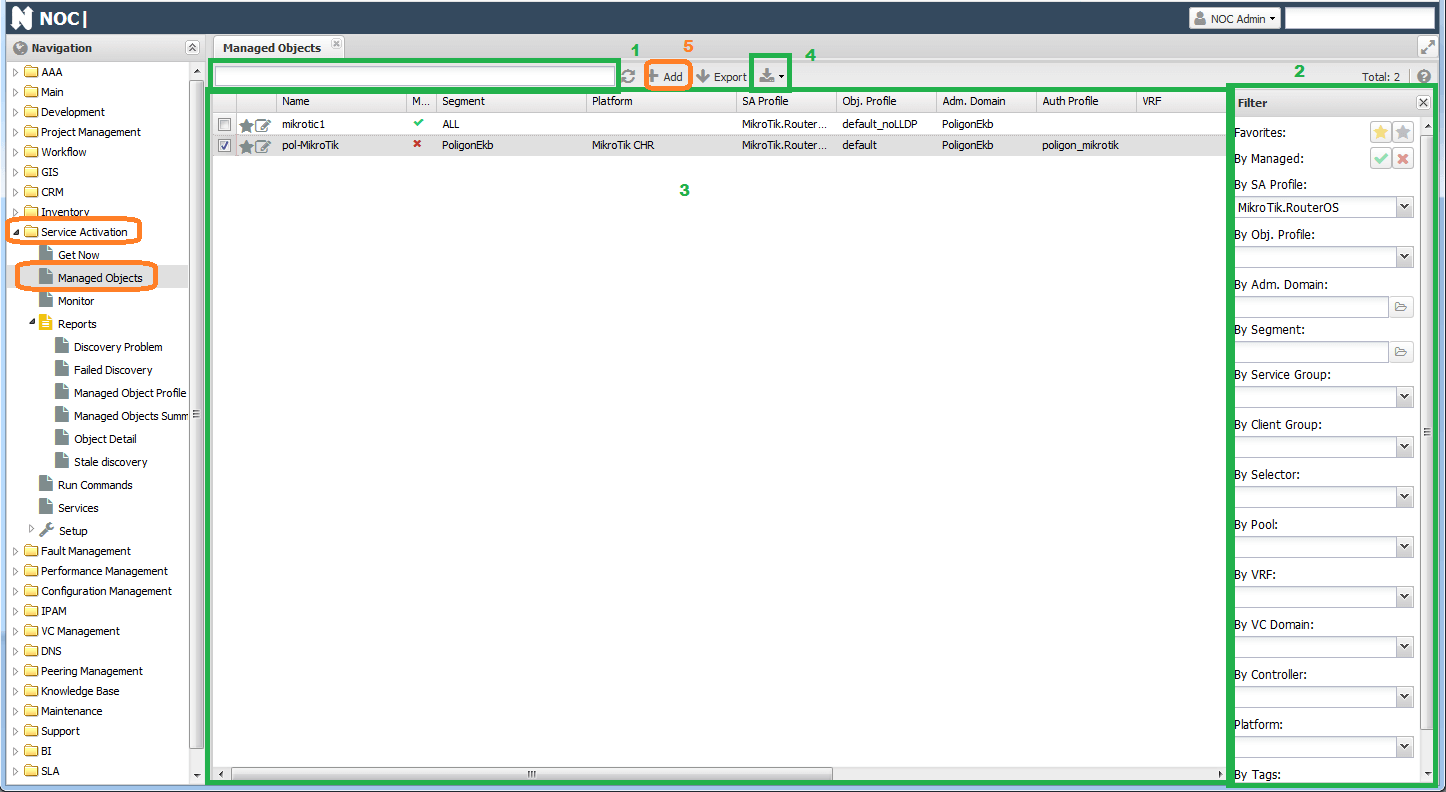 NOC|
NOC Admin
Navigation
Managed Objects
1
5
4
2
Add
Export
Total: 2
AAA
Main
Development
Project Management
Workflow
GIS
CRM
Inventory
Service Activation
Get Now
Managed Objects
Monitor
Reports
Discovery Problem
Failed Discovery
Managed Object Profile
Managed Objects Summ
Object Detail
Stale discovery
Run Commands
Services
Setup
Fault Management
Performance Management
Configuration Management
IPAM
VC Management
DNS
Peering Management
Knowledge Base
Maintenance
Support
BI
SLA
Name M... Segment Platform SA Profile Obj. Profile Adm. Domain Auth Profile VRF
mikrotic1 ALL MikroTik.Router... default_noLLDP PoligonEkb
pol-MikroTik PoligonEkb MikroTik CHR MikroTik.Router... default PoligonEkb poligon_mikrotik
3
Filter
Favorites:
By Managed:
By SA Profile:
MikroTik.RouterOS
By Obj. Profile:
By Adm. Domain:
By Segment:
By Service Group:
By Client Group:
By Selector:
By Pool:
By VRF:
By VC Domain:
By Controller:
Platform:
By Tags: